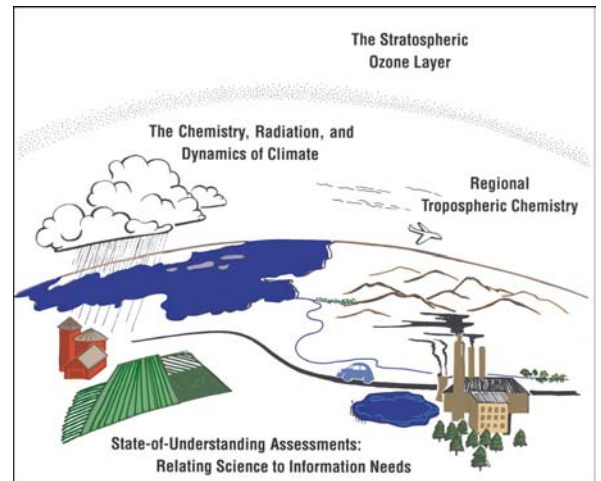 The Stratospheric
Ozone Layer
The Chemistry, Radiation, and
Dynamics of Climate
Regional
Tropospheric Chemistry
State-of-Understanding Assessments:
Relating Science to Information Needs